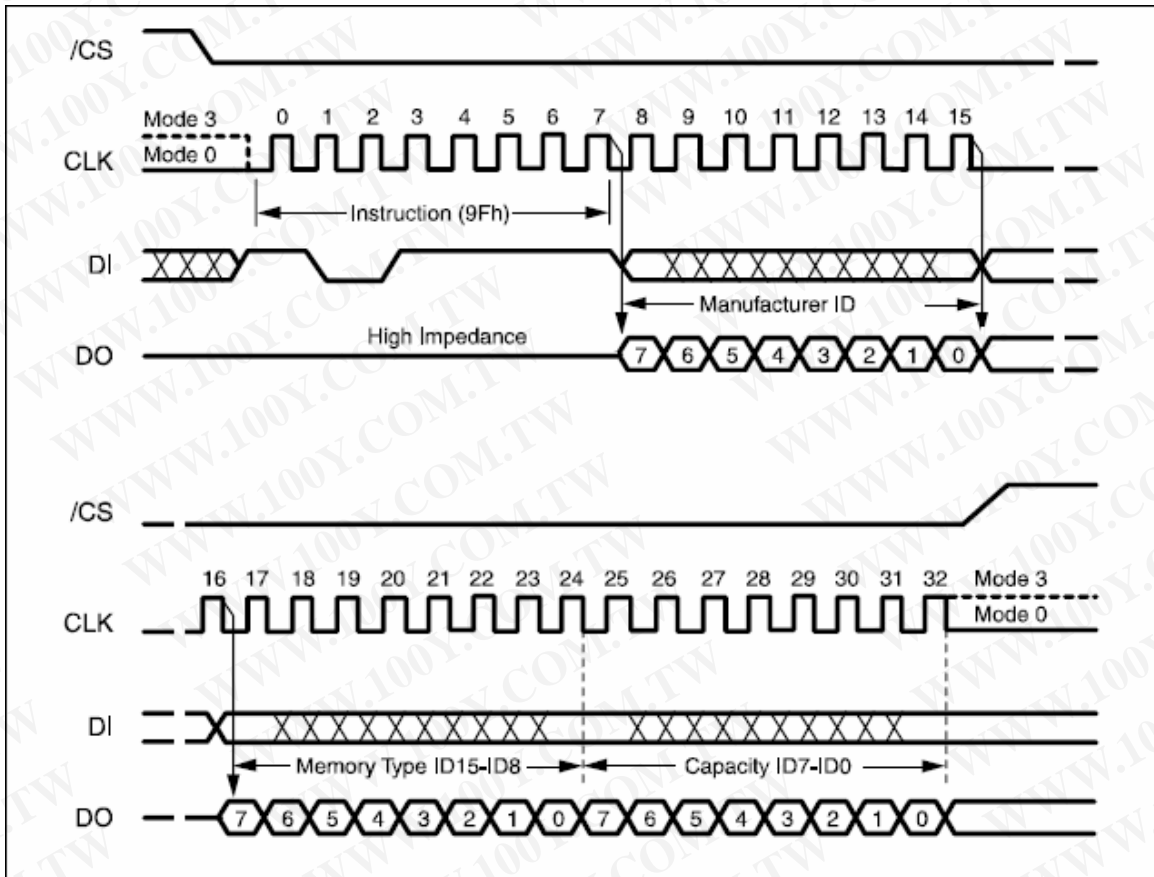 /CS
Mode 3
0 1 2 3 4 5 6 7 8 9 10 11 12 13 14 15
CLK
Mode 0
Instruction (9Fh)
DI
Manufacturer ID
High Impedance
DO
7 6 5 4 3 2 1 0
/CS
16 17 18 19 20 21 22 23 24 25 26 27 28 29 30 31 32
Mode 3
CLK
Mode 0
DI
Memory Type ID15-ID8
Capacity ID7-ID0
DO
7 6 5 4 3 2 1 0 7 6 5 4 3 2 1 0
WWW.100Y.COM.TW